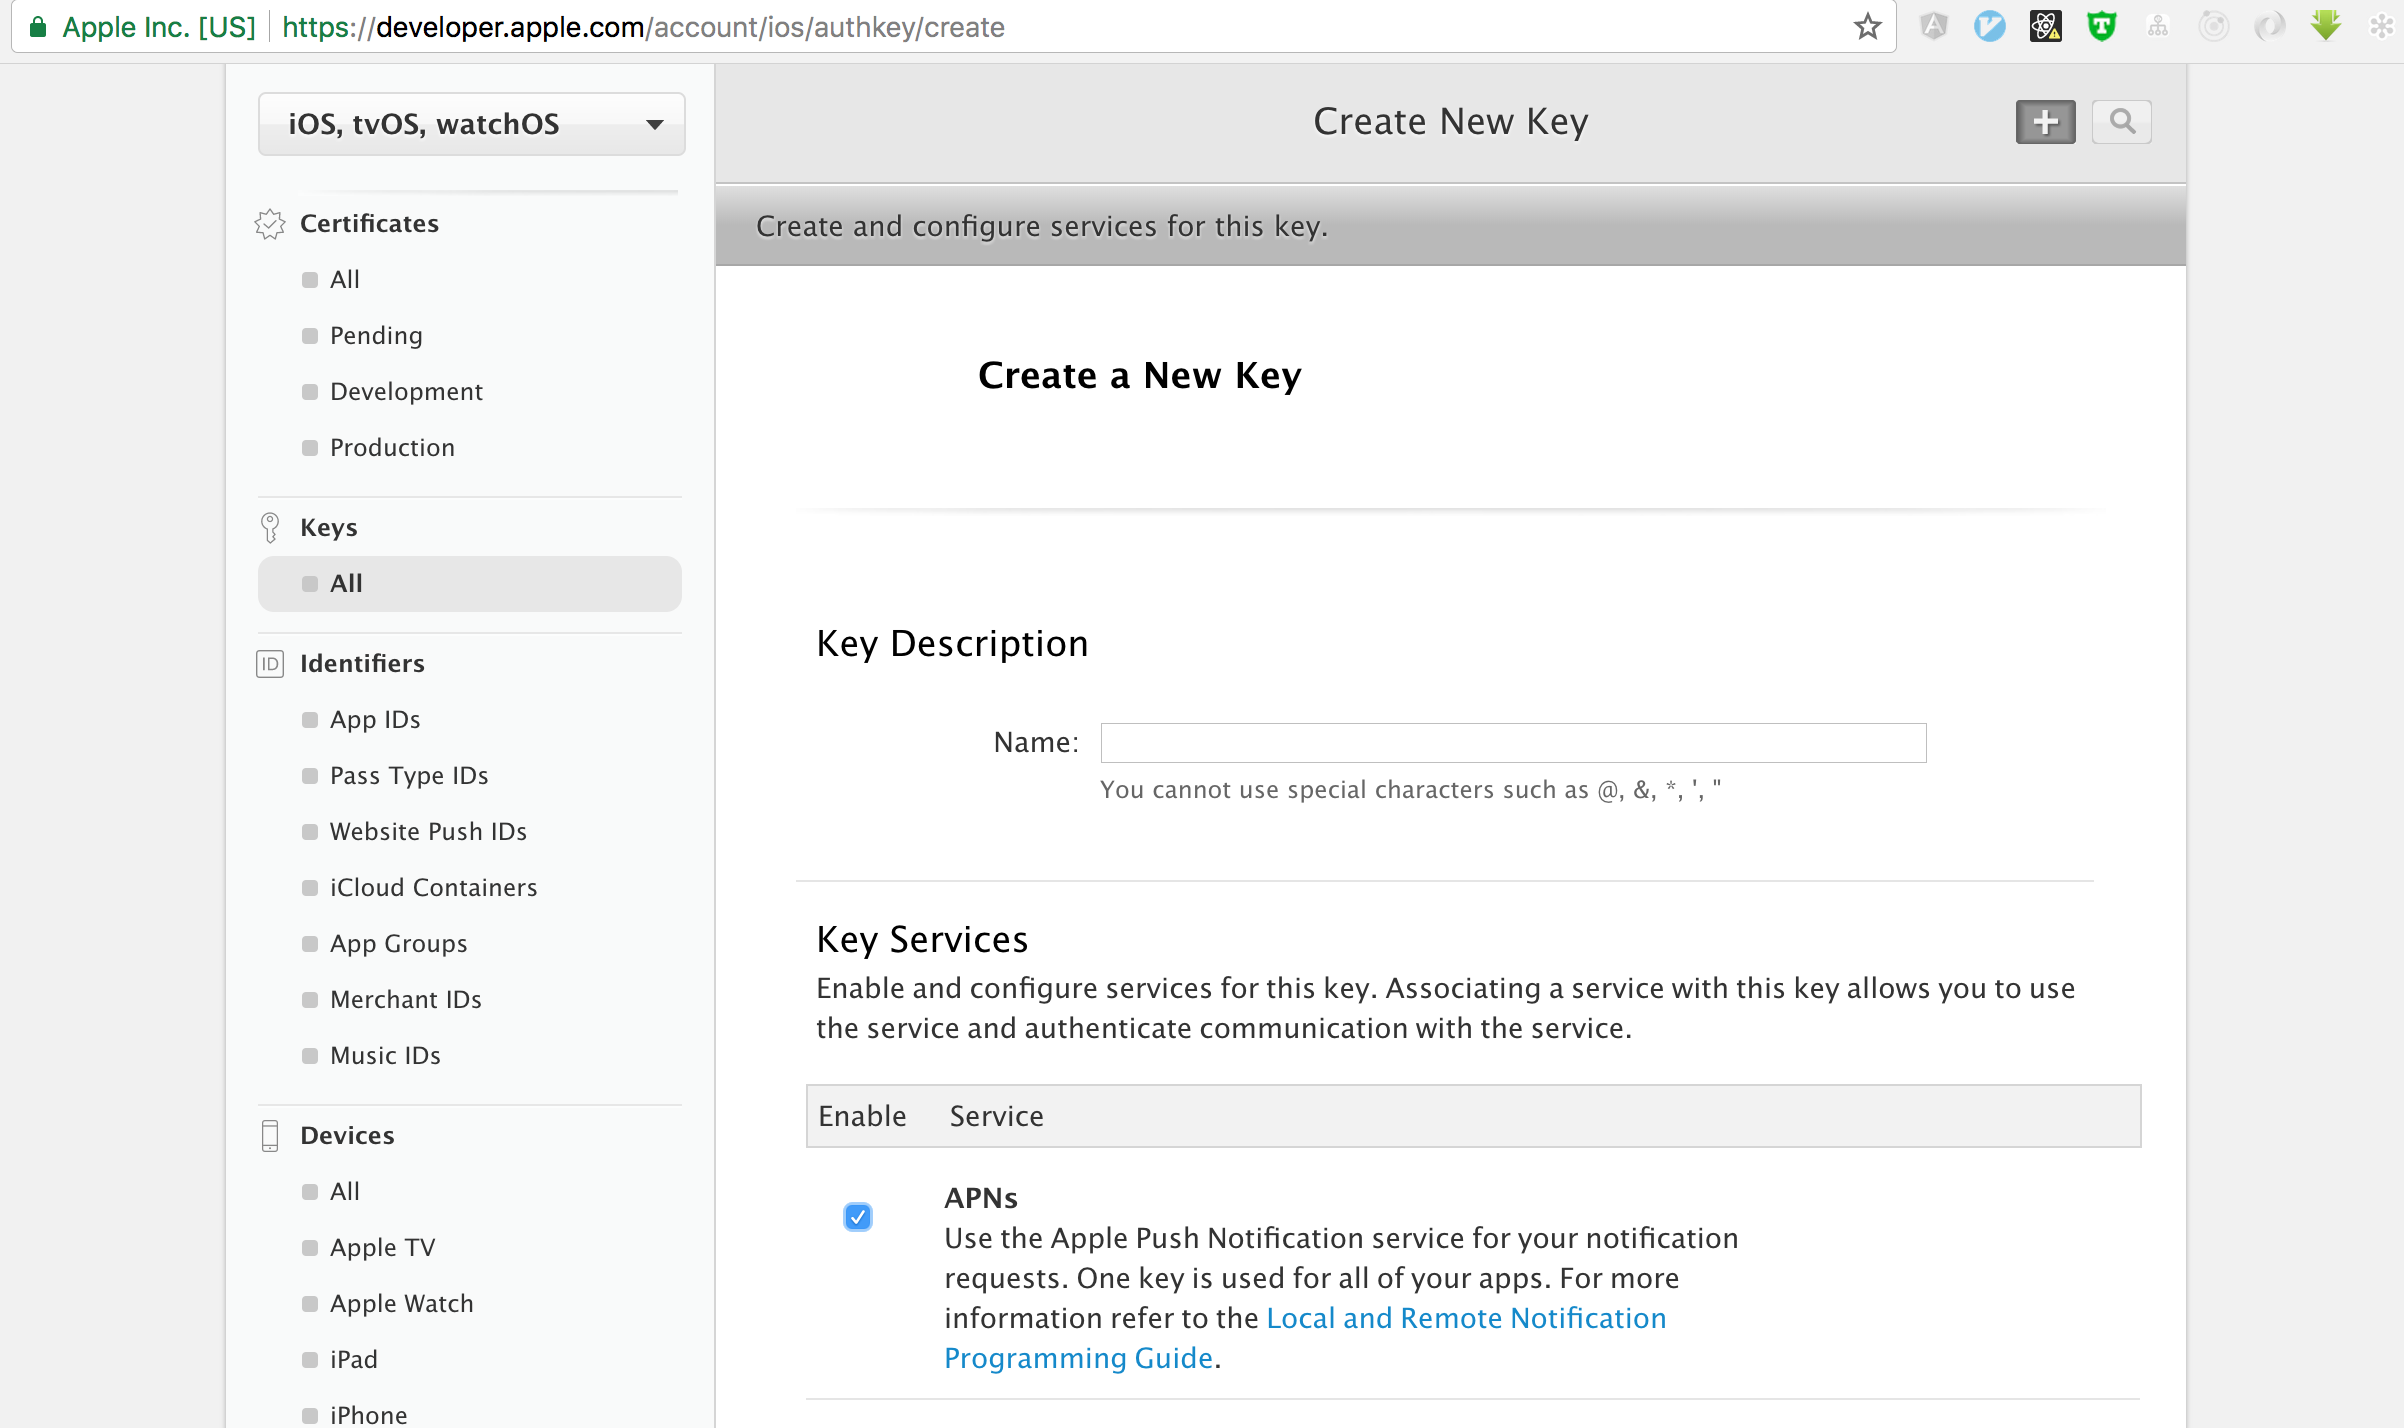 Apple Inc. [US] https://developer.apple.com/account/ios/authkey/create
iOS, tvOS, watchOS
Certificates
All
Pending
Development
Production
Keys
All
ID Identifiers
App IDs
Pass Type IDs
Website Push IDs
iCloud Containers
App Groups
Merchant IDs
Music IDs
Devices
All
Apple TV
Apple Watch
iPad
iPhone
Create New Key
Create and configure services for this key.
Create a New Key
Key Description
Name:
You cannot use special characters such as @, &, *, ', "
Key Services
Enable and configure services for this key. Associating a service with this key allows you to use
the service and authenticate communication with the service.
Enable Service
APNs
Use the Apple Push Notification service for your notification
requests. One key is used for all of your apps. For more
information refer to the Local and Remote Notification
Programming Guide.